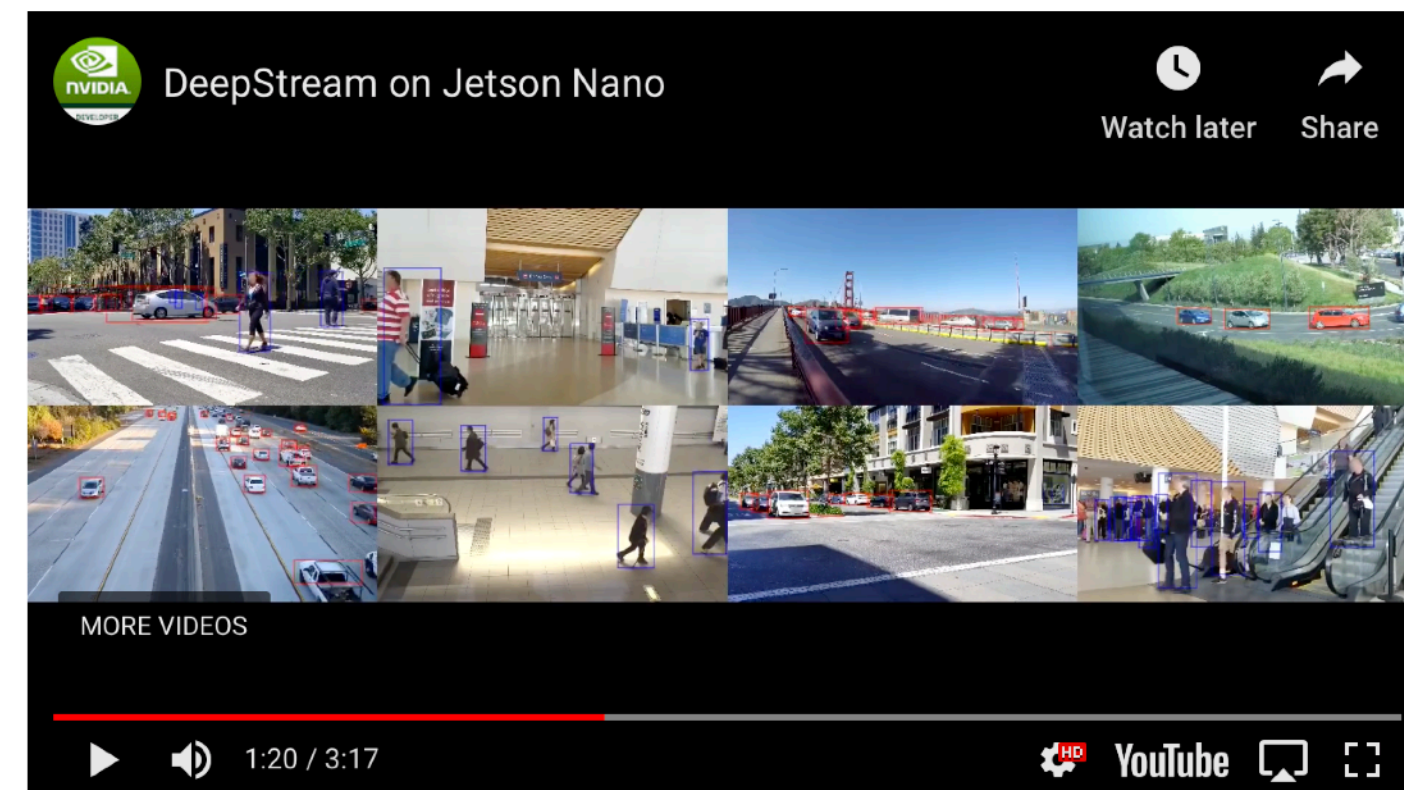 NVIDIA.
DEVELOPER
DeepStream on Jetson Nano
Watch later
Share
MORE VIDEOS
1:20 / 3:17
HD
YouTube